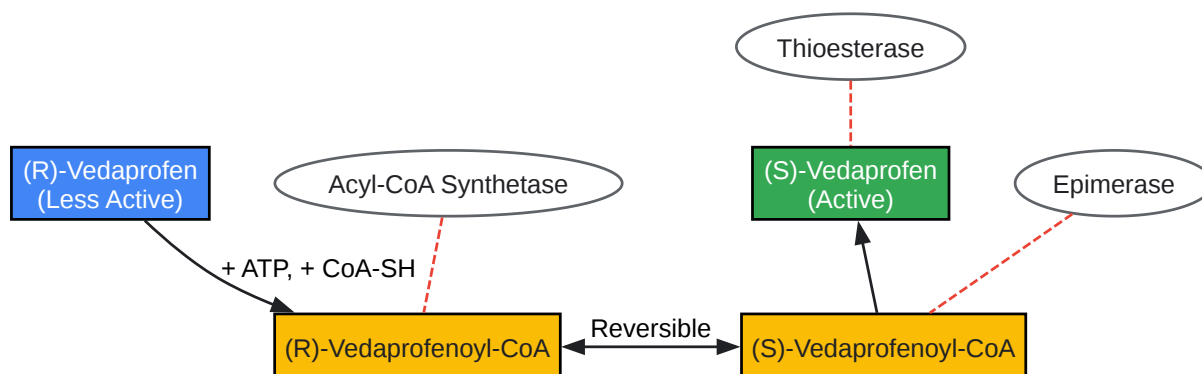 Thioesterase
(R)-Vedaprofen
(Less Active)
Acyl-CoA Synthetase
(S)-Vedaprofen
(Active)
Epimerase
+ ATP, + CoA-SH
(R)-Vedaprofenoyl-CoA
Reversible
(S)-Vedaprofenoyl-CoA